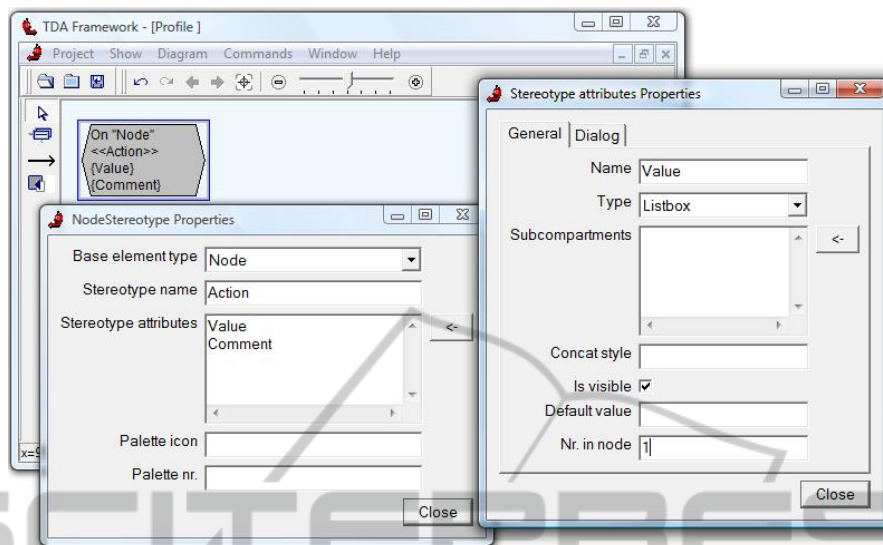 TDA Framework - [Profile ]
Project Show Diagram Commands Window Help
On "Node"
<<Action>>
{Value}
{Comment}
NodeStereotype Properties
Base element type Node
Stereotype name Action
Stereotype attributes Value
Comment
<-
Palette icon
Palette nr.
Close
Stereotype attributes Properties
General Dialog
Name Value
Type Listbox
Subcompartments
<-
Concat style
Is visible
Default value
Nr. in node 1
Close